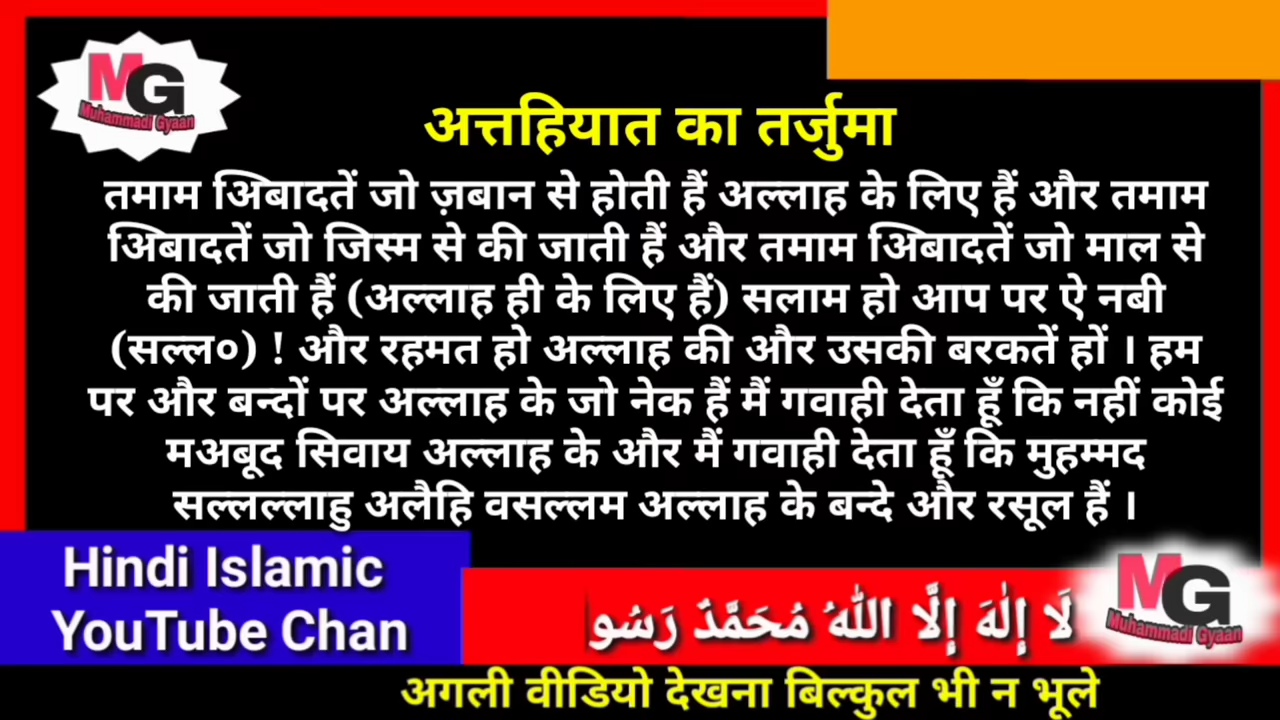 MG
Muhammadi Gyaan
अत्तहियात का तर्जुमा
तमाम अिबादतें जो ज़बान से होती हैं अल्लाह के लिए हैं और तमाम
अिबादतें जो जिस्म से की जाती हैं और तमाम अिबादतें जो माल से
की जाती हैं (अल्लाह ही के लिए हैं) सलाम हो आप पर ऐ नबी
(सल्ल०) ! और रहमत हो अल्लाह की और उसकी बरकतें हों । हम
पर और बन्दों पर अल्लाह के जो नेक हैं मैं गवाही देता हूँ कि नहीं कोई
मअबूद सिवाय अल्लाह के और मैं गवाही देता हूँ कि मुहम्मद
सल्लल्लाहु अलैहि वसल्लम अल्लाह के बन्दे और रसूल हैं ।
Hindi Islamic
YouTube Chan
لَا إِلٰهَ إِلَّا اللهُ مُحَمَّدٌ رَسُو
MG
Muhammadi Gyaan
अगली वीडियो देखना बिल्कुल भी न भूले